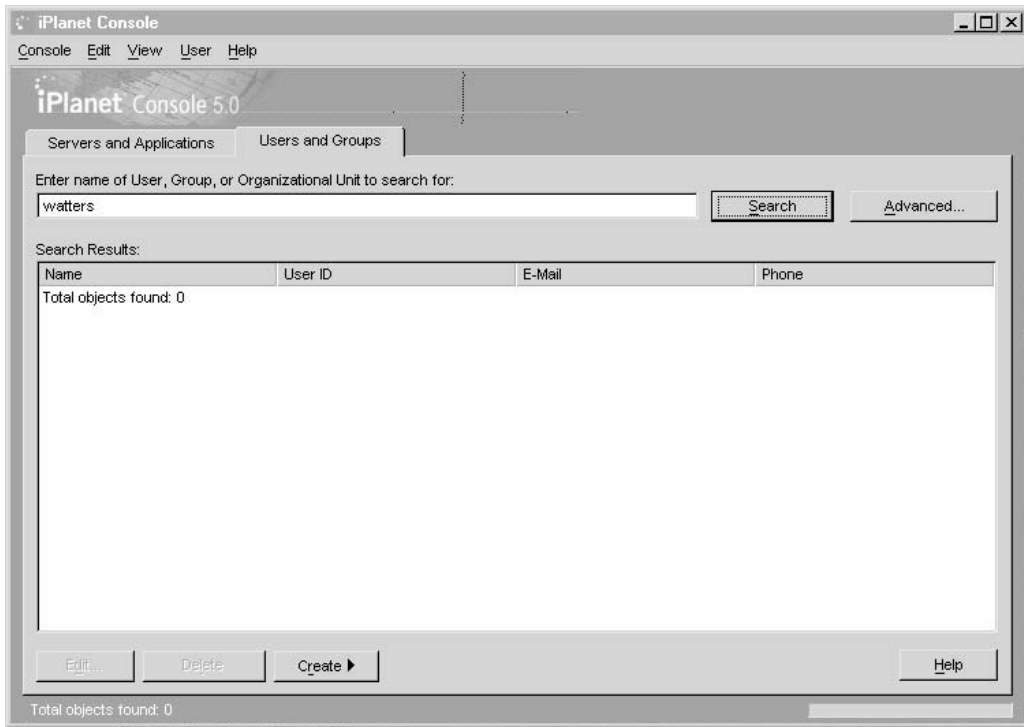 iPlanet Console
Console Edit View User Help
iPlanet Console 5.0
Servers and Applications Users and Groups
Enter name of User, Group, or Organizational Unit to search for:
watters Search Advanced...
Search Results:
Name User ID E-Mail Phone
Total objects found: 0
Edit... Delete Create Help
Total objects found: 0